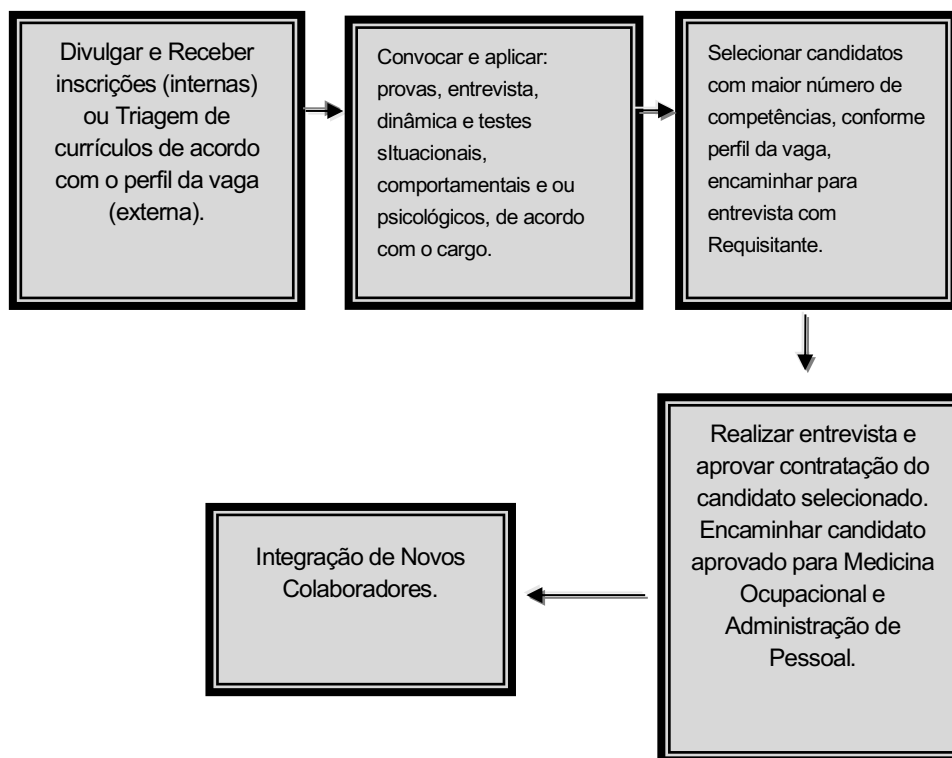 Divulgar e Receber
inscrições (internas)
ou Triagem de
currículos de acordo
com o perfil da vaga
(externa).
Convocar e aplicar:
provas, entrevista,
dinâmica e testes
sItuacionais,
comportamentais e ou
psicológicos, de acordo
com o cargo.
Selecionar candidatos
com maior número de
competências, conforme
perfil da vaga,
encaminhar para
entrevista com
Requisitante.
Realizar entrevista e
aprovar contratação do
candidato selecionado.
Encaminhar candidato
aprovado para Medicina
Ocupacional e
Administração de
Pessoal.
Integração de Novos
Colaboradores.